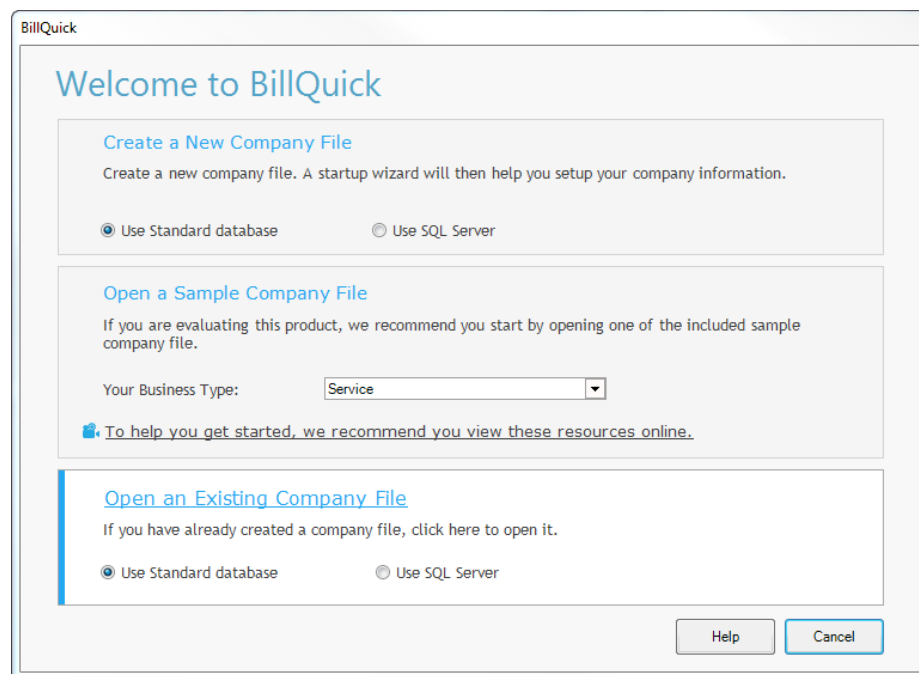 BillQuick
Welcome to BillQuick
Create a New Company File
Create a new company file. A startup wizard will then help you setup your company information.
Use Standard database
Use SQL Server
Open a Sample Company File
If you are evaluating this product, we recommend you start by opening one of the included sample
company file.
Your Business Type:
Service
To help you get started, we recommend you view these resources online.
Open an Existing Company File
If you have already created a company file, click here to open it.
Use Standard database
Use SQL Server
Help
Cancel